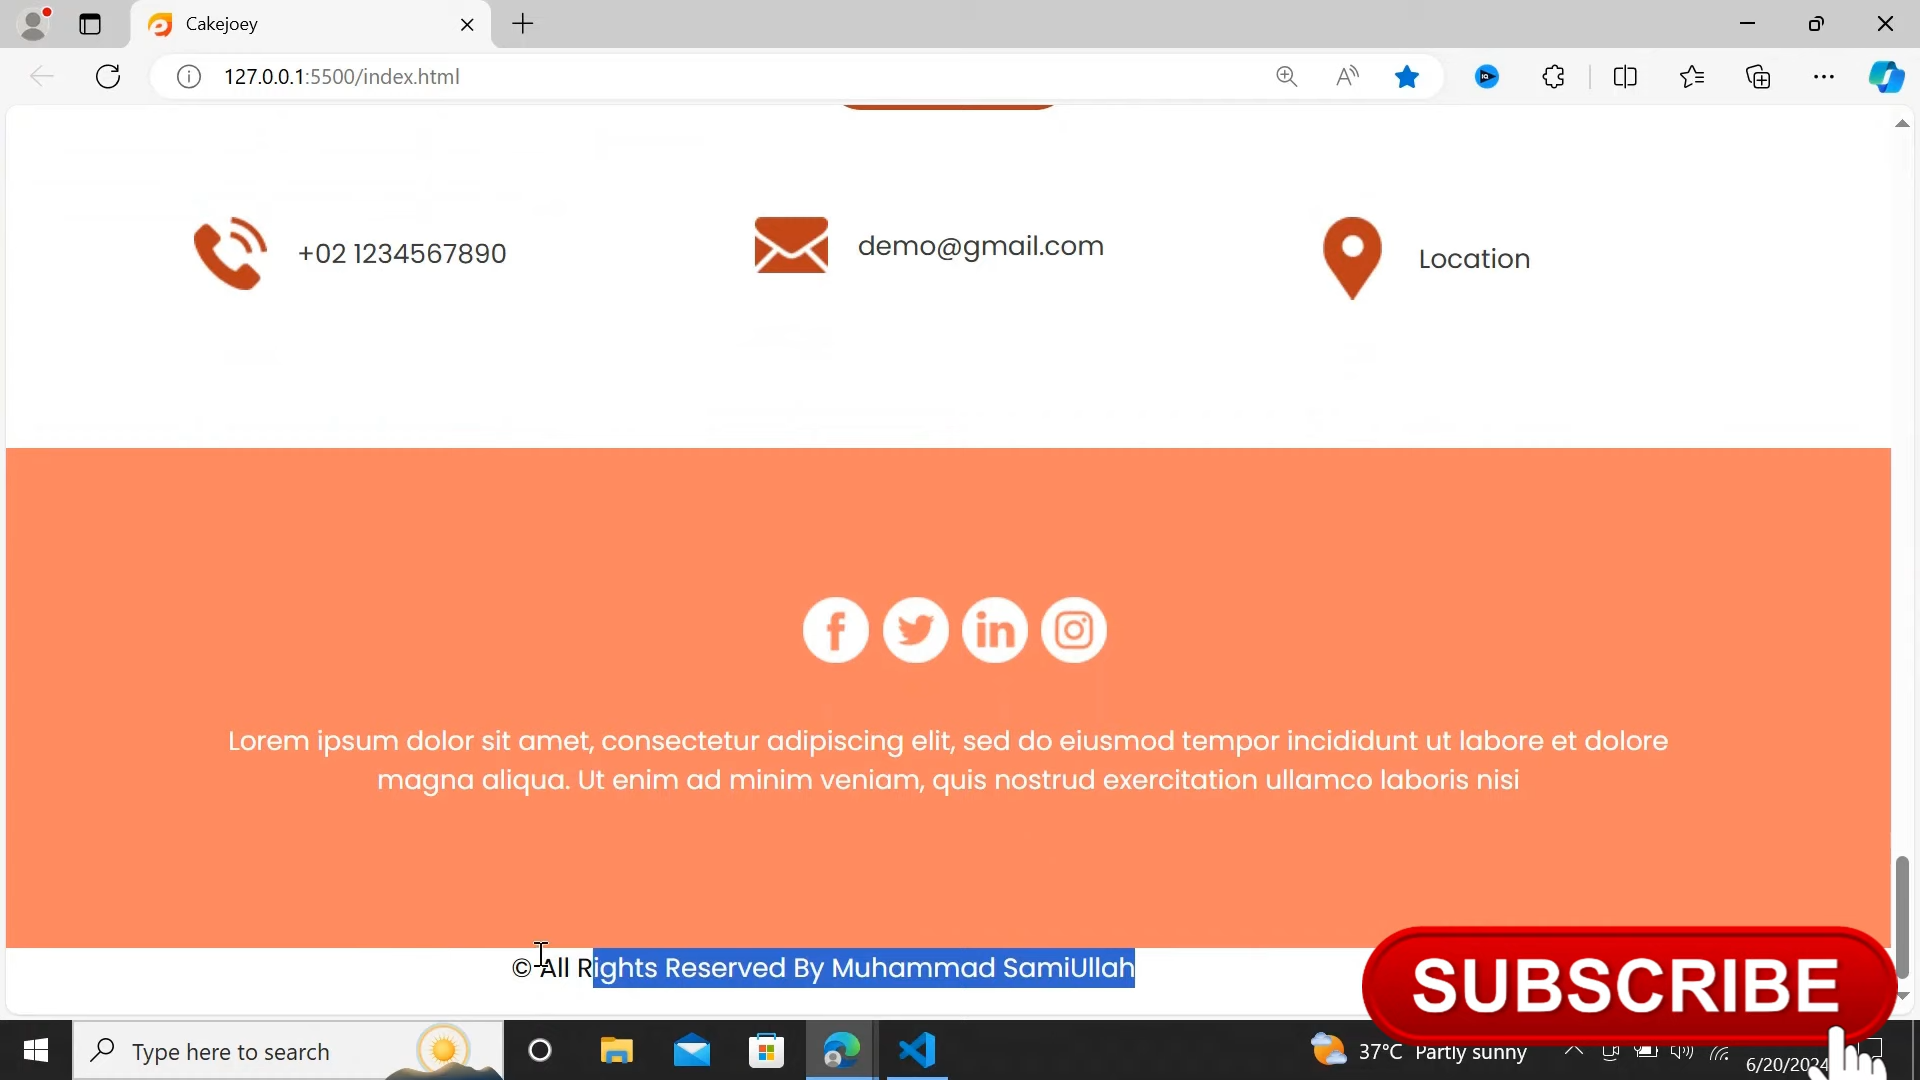 Cakejoey
127.0.0.1:5500/index.html
+02 1234567890
demo@gmail.com
Location
Lorem ipsum dolor sit amet, consectetur adipiscing elit, sed do eiusmod tempor incididunt ut labore et dolore
magna aliqua. Ut enim ad minim veniam, quis nostrud exercitation ullamco laboris nisi
© All Rights Reserved By Muhammad SamiUllah
SUBSCRIBE
Type here to search
37°C Partly sunny
6/20/2024